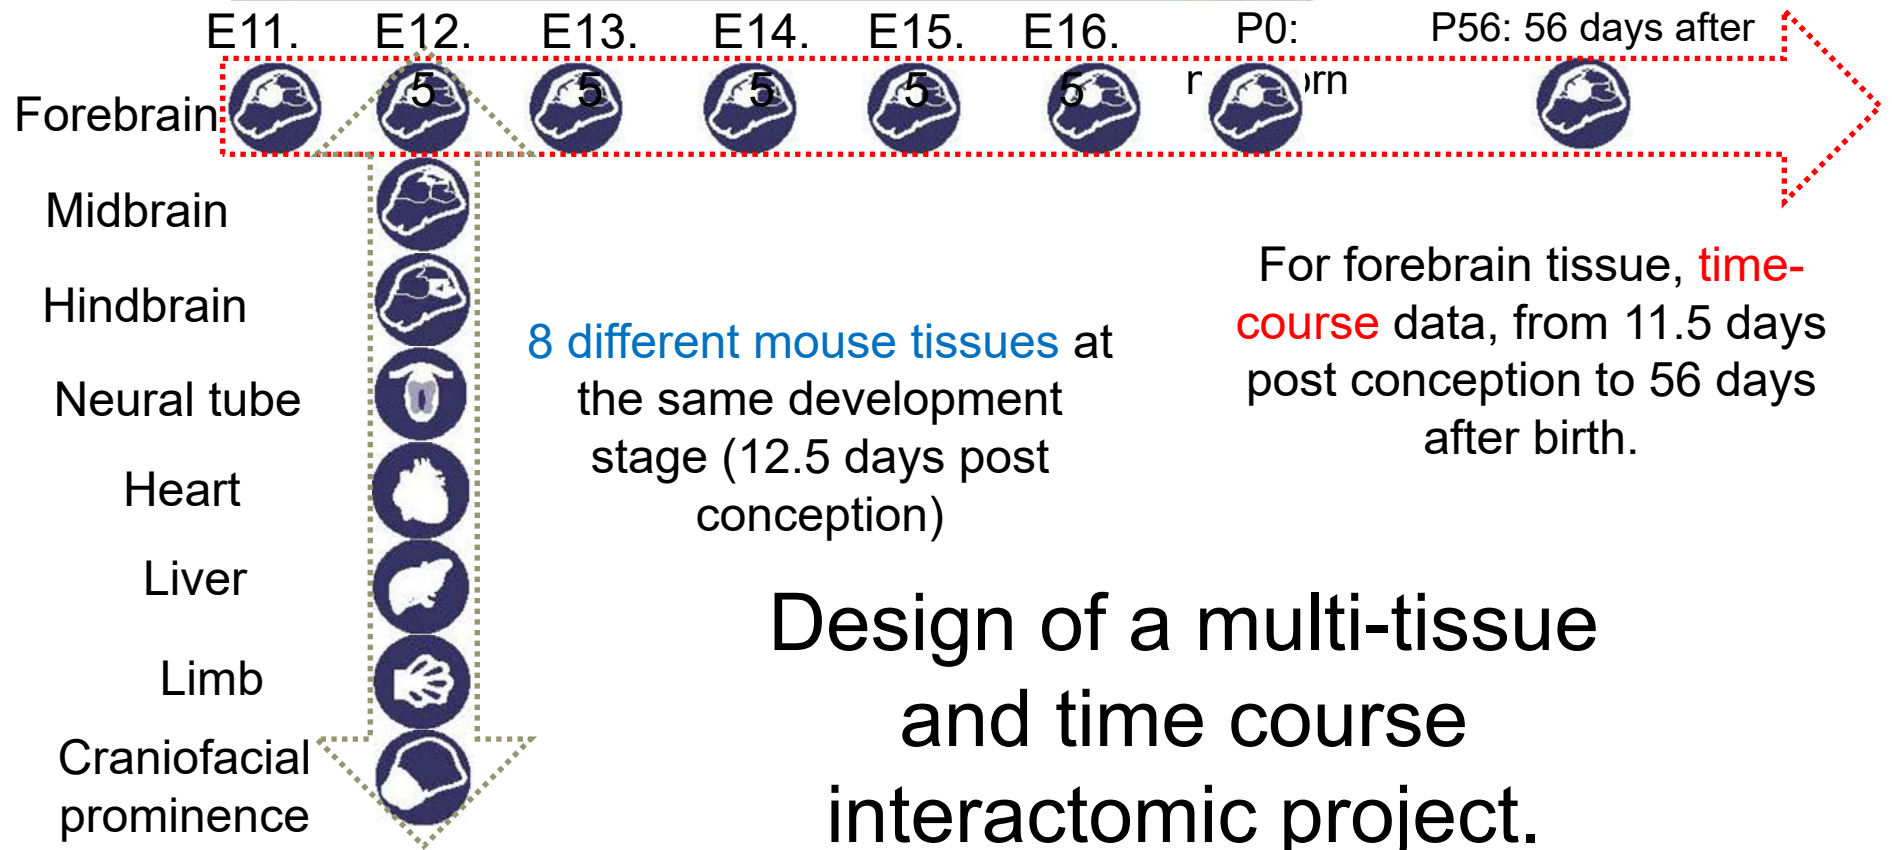 E11. E12. E13. E14. E15. E16. P0: P56: 56 days after
5 5 5 5 5
Forebrain
Midbrain
Hindbrain
Neural tube
Heart
Liver
Limb
Craniofacial
prominence
8 different mouse tissues at
the same development
stage (12.5 days post
conception)
For forebrain tissue, time-
course data, from 11.5 days
post conception to 56 days
after birth.
Design of a multi-tissue
and time course
interactomic project.